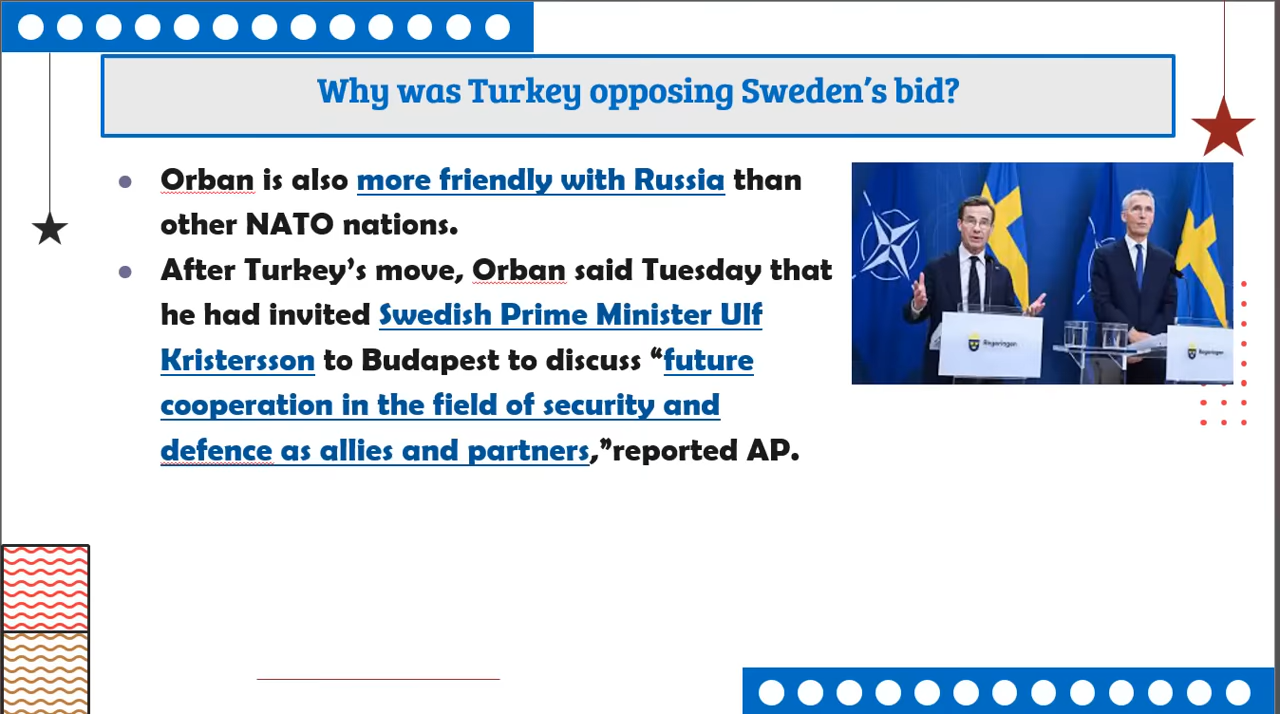 Why was Turkey opposing Sweden's bid?
Orban is also more friendly with Russia than
other NATO nations.
After Turkey's move, Orban said Tuesday that
he had invited Swedish Prime Minister Ulf
Kristersson to Budapest to discuss “future
cooperation in the field of security and
defence as allies and partners,”reported AP.
Regeringen
Regeringen